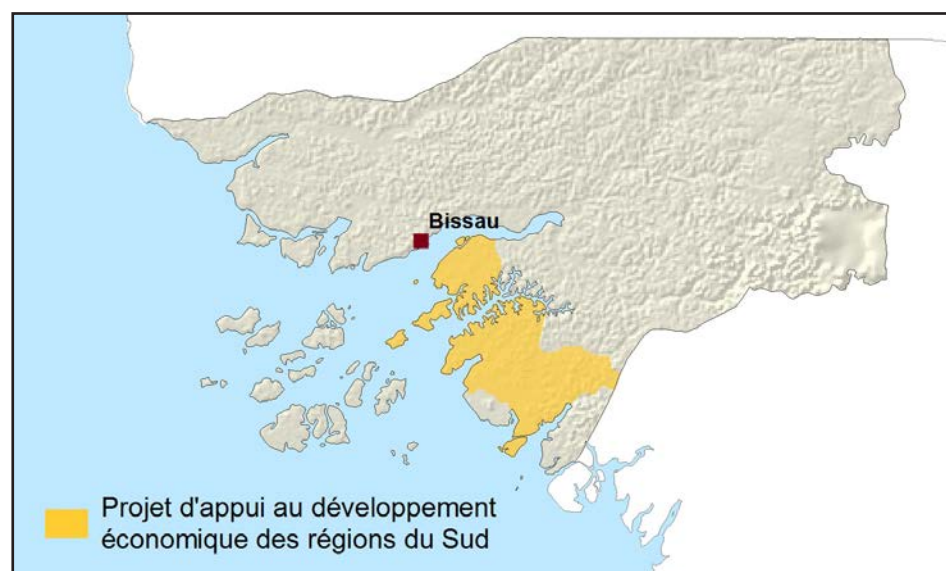 Bissau
Projet d'appui au développement
économique des régions du Sud